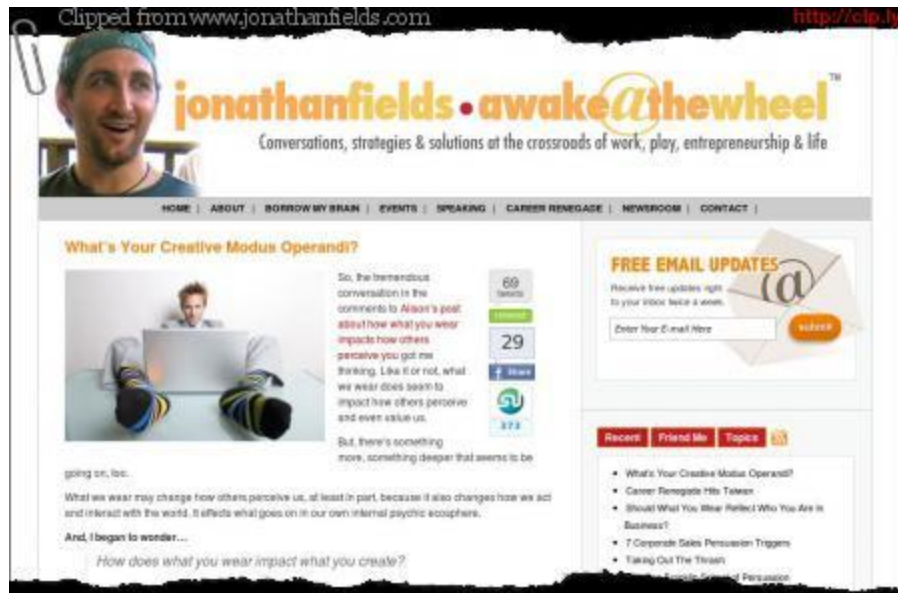 Clipped from www.jonathanfields.com
http://clp.ly
jonathanfields•awake@thewheel™
Conversations, strategies & solutions at the crossroads of work, play, entrepreneurship & life
HOME | ABOUT | BORROW MY BRAIN | EVENTS | SPEAKING | CAREER RENEGADE | NEWSROOM | CONTACT |
What's Your Creative Modus Operandi?
So, the tremendous
conversation in the
comments to Alison's post
about how what you wear
impacts how others
perceive you got me
thinking. Like it or not, what
we wear does seem to
impact how others perceive
and even value us.
But, there's something
more, something deeper that seems to be
going on, too.
What we wear may change how others perceive us, at least in part, because it also changes how we act
and interact with the world. It effects what goes on in our own internal psychic ecosphere.
And, I began to wonder...
How does what you wear impact what you create?
69
tweets
retweet
29
Share
373
FREE EMAIL UPDATES
Receive free updates right
to your inbox twice a week.
Enter Your E-mail Here
submit
Recent
Friend Me
Topics
• What's Your Creative Modus Operandi?
• Career Renegade Hits Taiwan
• Should What You Wear Reflect Who You Are In
Business?
• 7 Corporate Sales Persuasion Triggers
• Taking Out The Thrash
of Persuasion